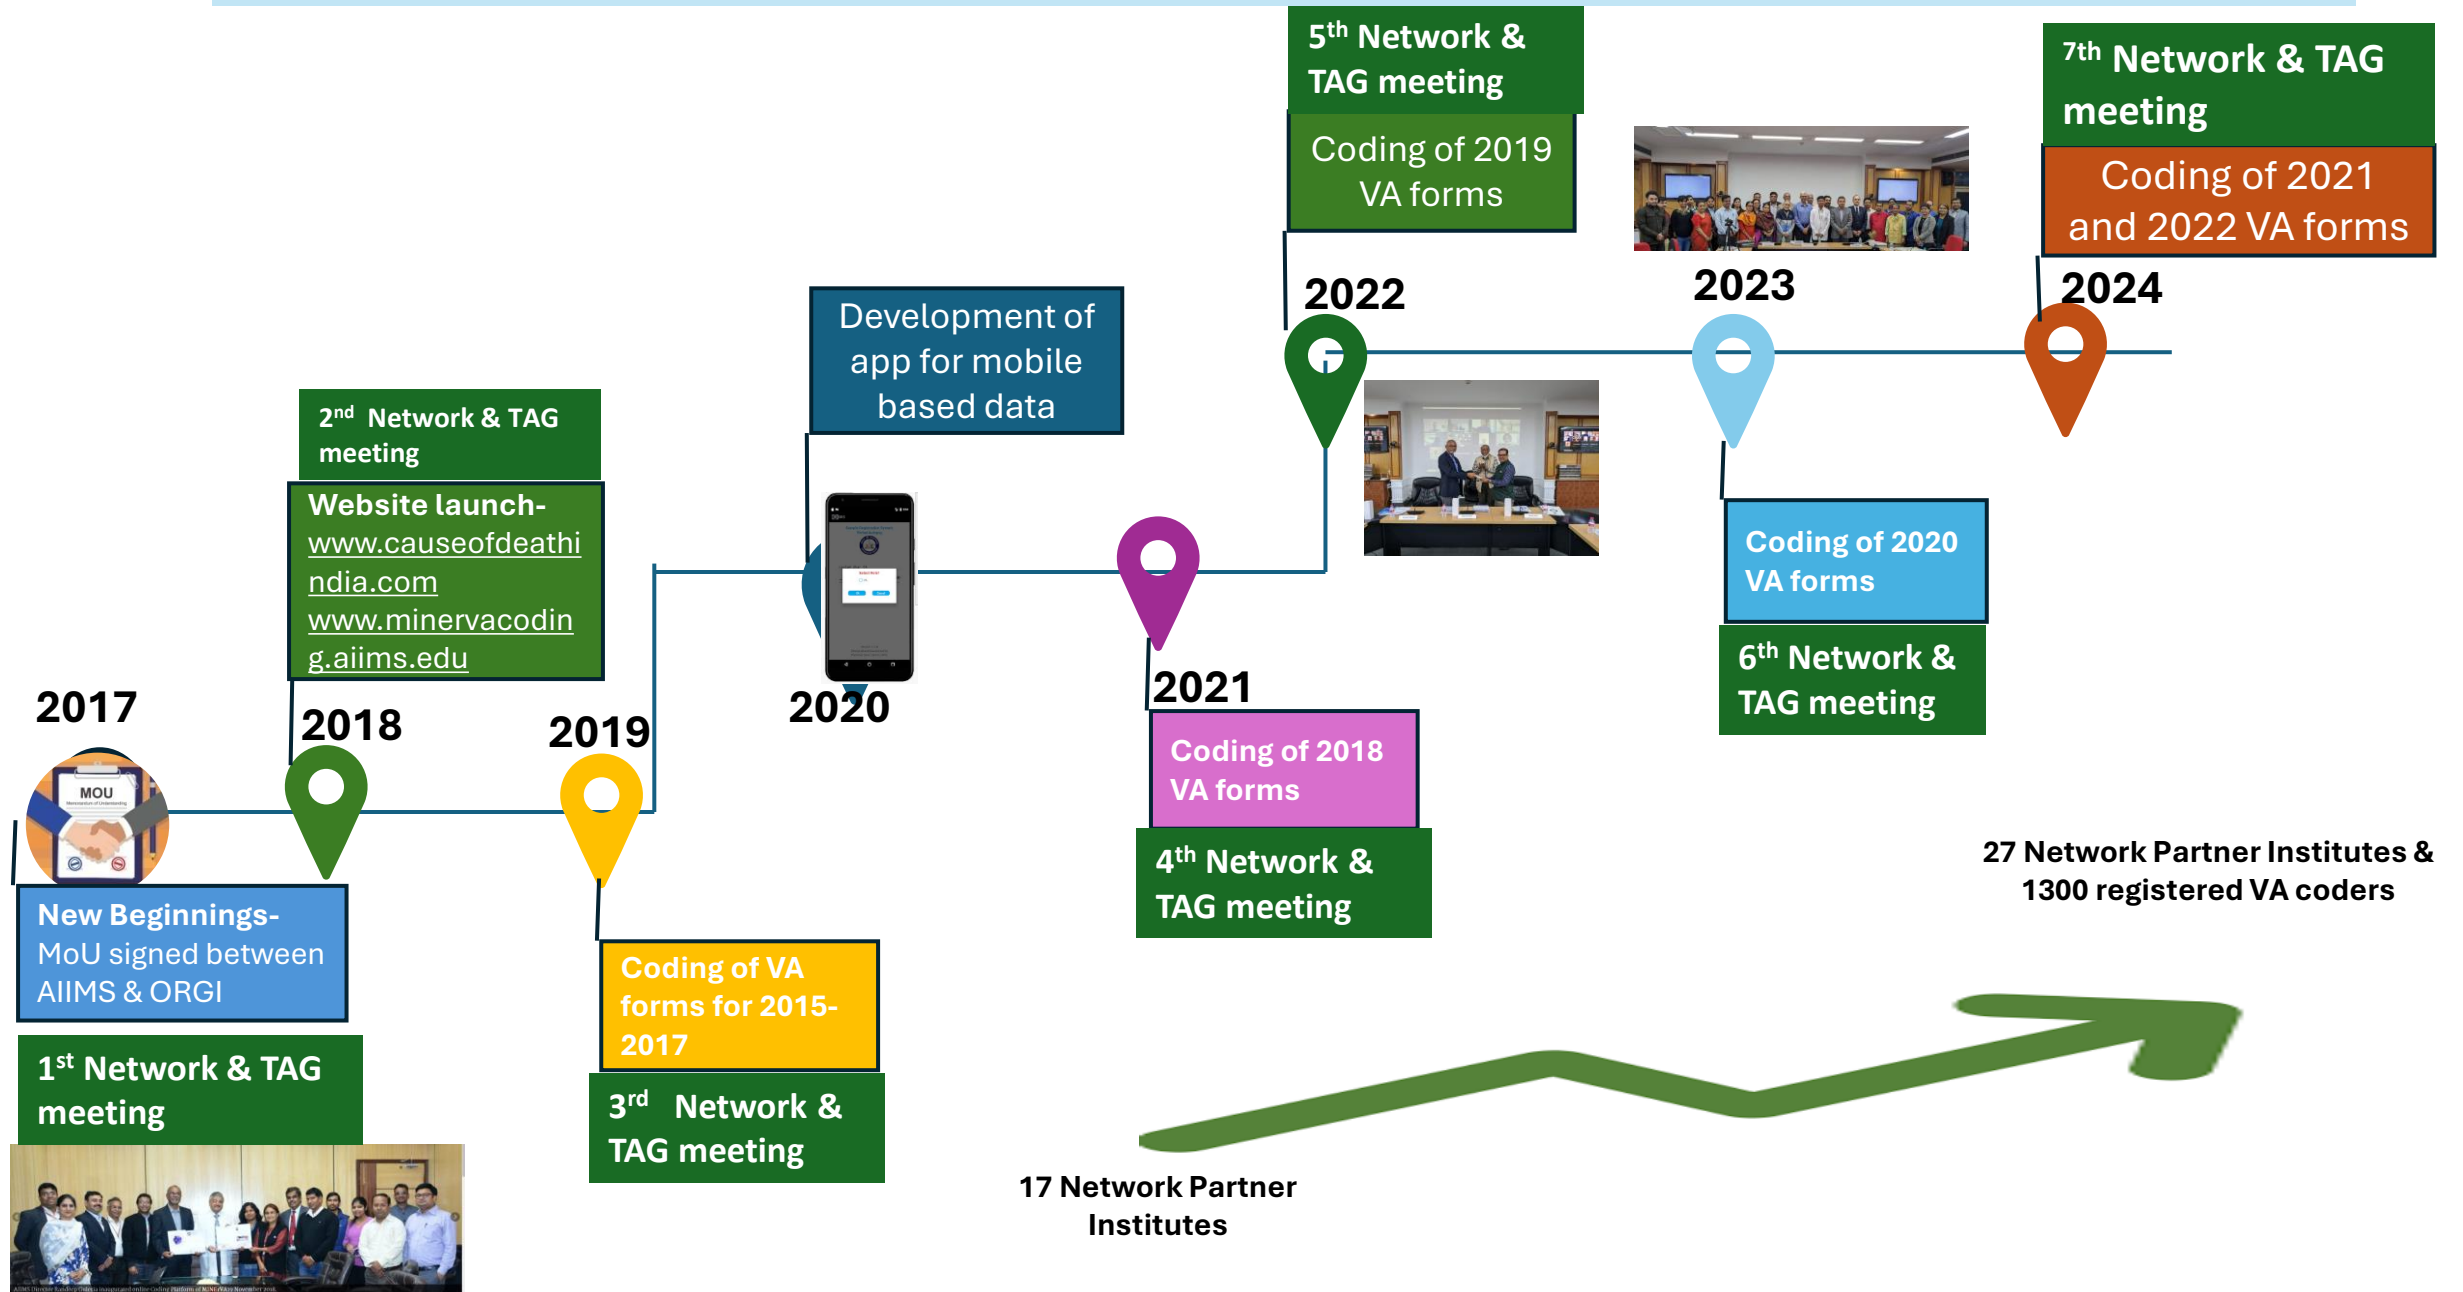 2017
MOU
Memorandum of Understanding
New Beginnings-
MoU signed between
AIIMS & ORGI
1st Network & TAG
meeting
2nd Network & TAG
meeting
Website launch-
www.causeofdeathi
ndia.com
www.minervacodin
g.aiims.edu
2018
2019
Coding of VA
forms for 2015-
2017
3rd Network &
TAG meeting
Development of
app for mobile
based data
2020
2021
Coding of 2018
VA forms
4th Network &
TAG meeting
5th Network &
TAG meeting
Coding of 2019
VA forms
2022
2023
Coding of 2020
VA forms
6th Network &
TAG meeting
7th Network & TAG
meeting
Coding of 2021
and 2022 VA forms
2024
27 Network Partner Institutes &
1300 registered VA coders
17 Network Partner
Institutes